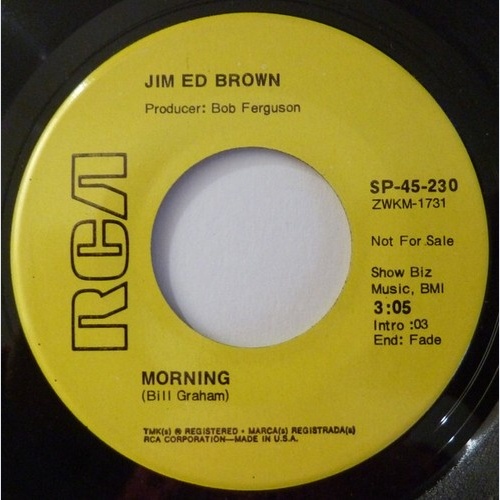 JIM ED BROWN
Producer: Bob Ferguson
RCA
SP-45-230
ZWKM-1731
Not For Sale
Show Biz
Music, BMI
3:05
Intro :03
End: Fade
MORNING
(Bill Graham)
TMK(s) ® REGISTERED • MARCA(s) REGISTRADA(s)
RCA CORPORATION—MADE IN U.S.A.